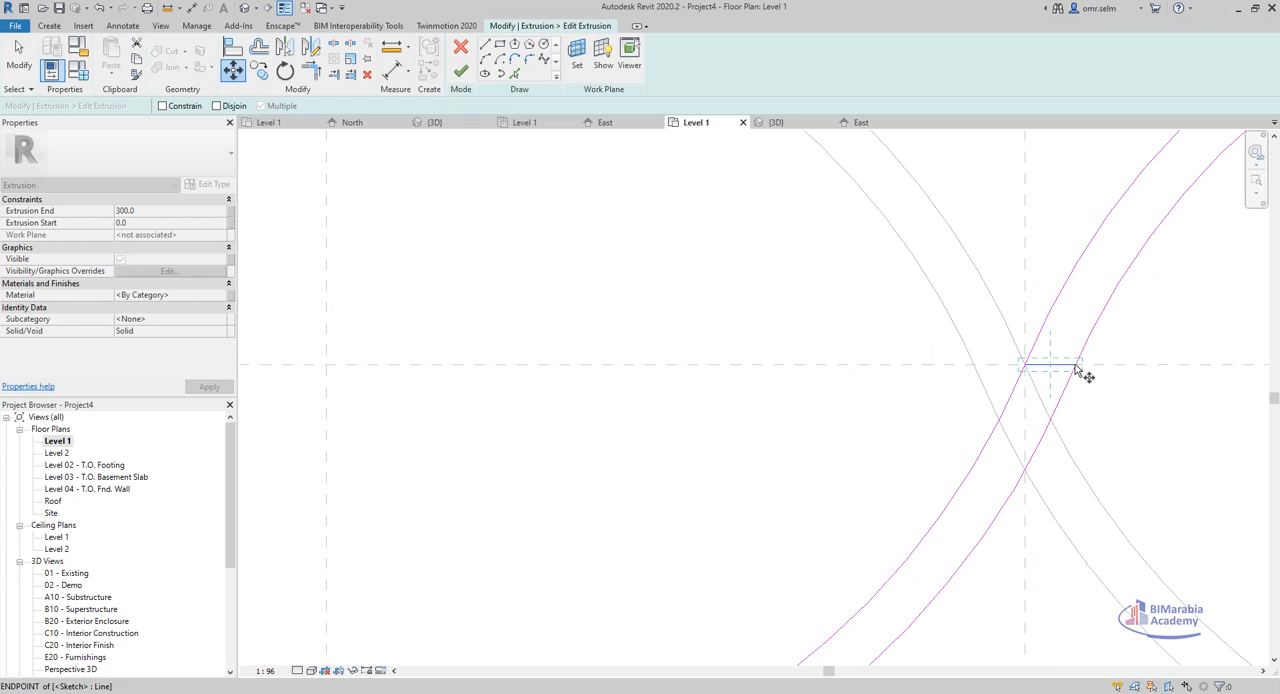 Autodesk Revit 2020.2 - Project4 - Floor Plan: Level 1
omr.selm
File Create Insert Annotate View Manage Add-Ins Enscape™ BIM Interoperability Tools Twinmotion 2020 Modify | Extrusion > Edit Extrusion
Modify
Paste
Cut
Join
Set Show Viewer
Select Properties Clipboard Geometry Modify Measure Create Mode Draw Work Plane
Modify | Extrusion > Edit Extrusion Constrain Disjoin Multiple
Properties
Level 1 North {3D} Level 1 East Level 1 {3D} East
Extrusion Edit Type
Constraints
Extrusion End 300.0
Extrusion Start 0.0
Work Plane <not associated>
Graphics
Visible
Visibility/Graphics Overrides Edit...
Materials and Finishes
Material <By Category>
Identity Data
Subcategory <None>
Solid/Void Solid
Properties help Apply
Project Browser - Project4
Views (all)
Floor Plans
Level 1
Level 2
Level 02 - T.O. Footing
Level 03 - T.O. Basement Slab
Level 04 - T.O. Fnd. Wall
Roof
Site
Ceiling Plans
Level 1
Level 2
3D Views
01 - Existing
02 - Demo
A10 - Substructure
B10 - Superstructure
B20 - Exterior Enclosure
C10 - Interior Construction
C20 - Interior Finish
E20 - Furnishings
Perspective 3D
BIMarabia
Academy
1 : 96
ENDPOINT of [<Sketch> : Line]
:0